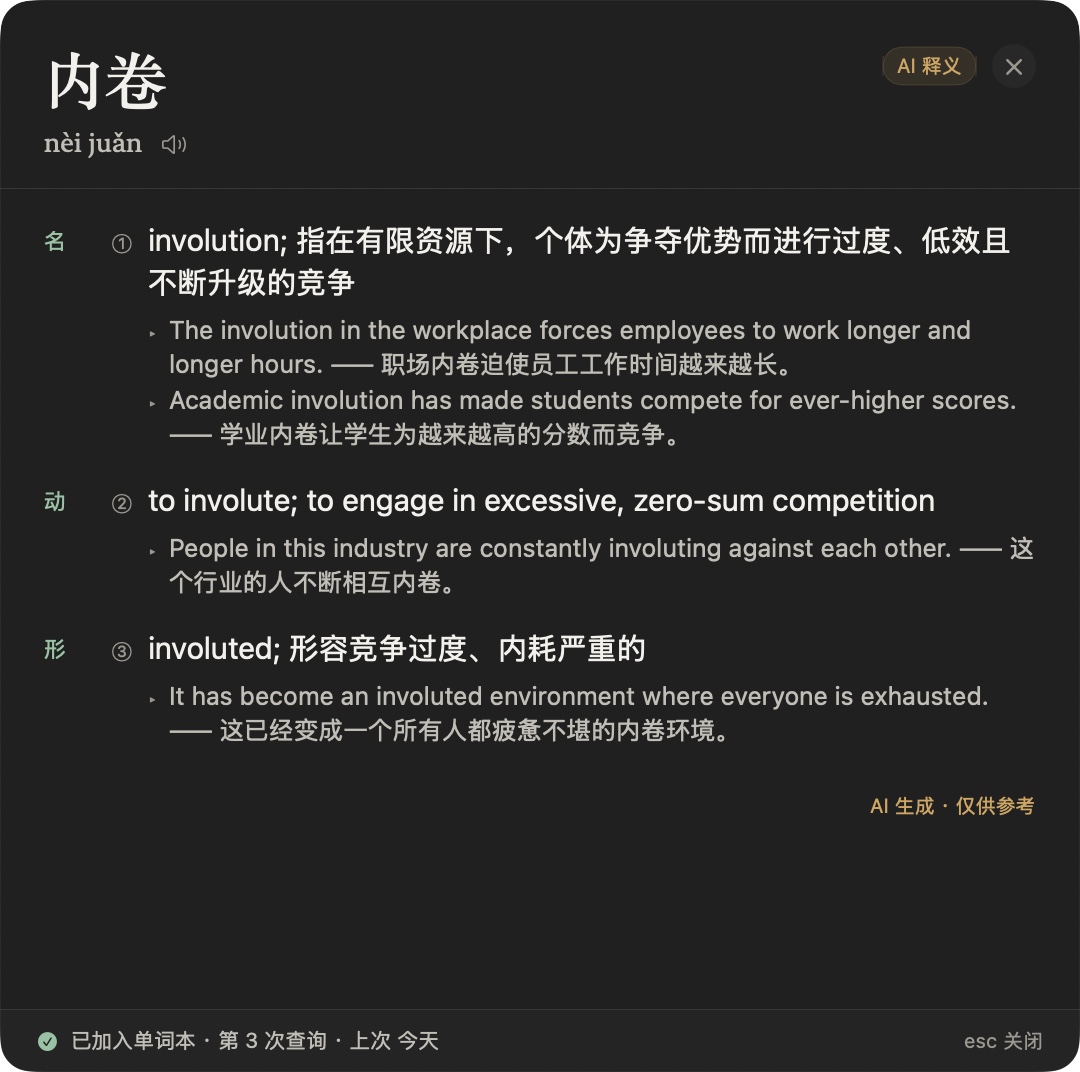 内卷
AI 释义
nèi juǎn
名 ① involution; 指在有限资源下，个体为争夺优势而进行过度、低效且
不断升级的竞争
▸ The involution in the workplace forces employees to work longer and
longer hours. —— 职场内卷迫使员工工作时间越来越长。
▸ Academic involution has made students compete for ever-higher scores.
—— 学业内卷让学生为越来越高的分数而竞争。
动 ② to involute; to engage in excessive, zero-sum competition
▸ People in this industry are constantly involuting against each other. —— 这
个行业的人不断相互内卷。
形 ③ involuted; 形容竞争过度、内耗严重的
▸ It has become an involuted environment where everyone is exhausted.
—— 这已经变成一个所有人都疲惫不堪的内卷环境。
AI 生成 · 仅供参考
已加入单词本 · 第 3 次查询 · 上次 今天
esc 关闭